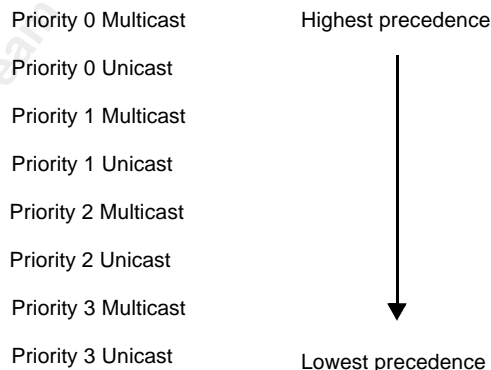 Priority 0 Multicast Highest precedence
Priority 0 Unicast
Priority 1 Multicast
Priority 1 Unicast
Priority 2 Multicast
Priority 2 Unicast
Priority 3 Multicast
Priority 3 Unicast Lowest precedence